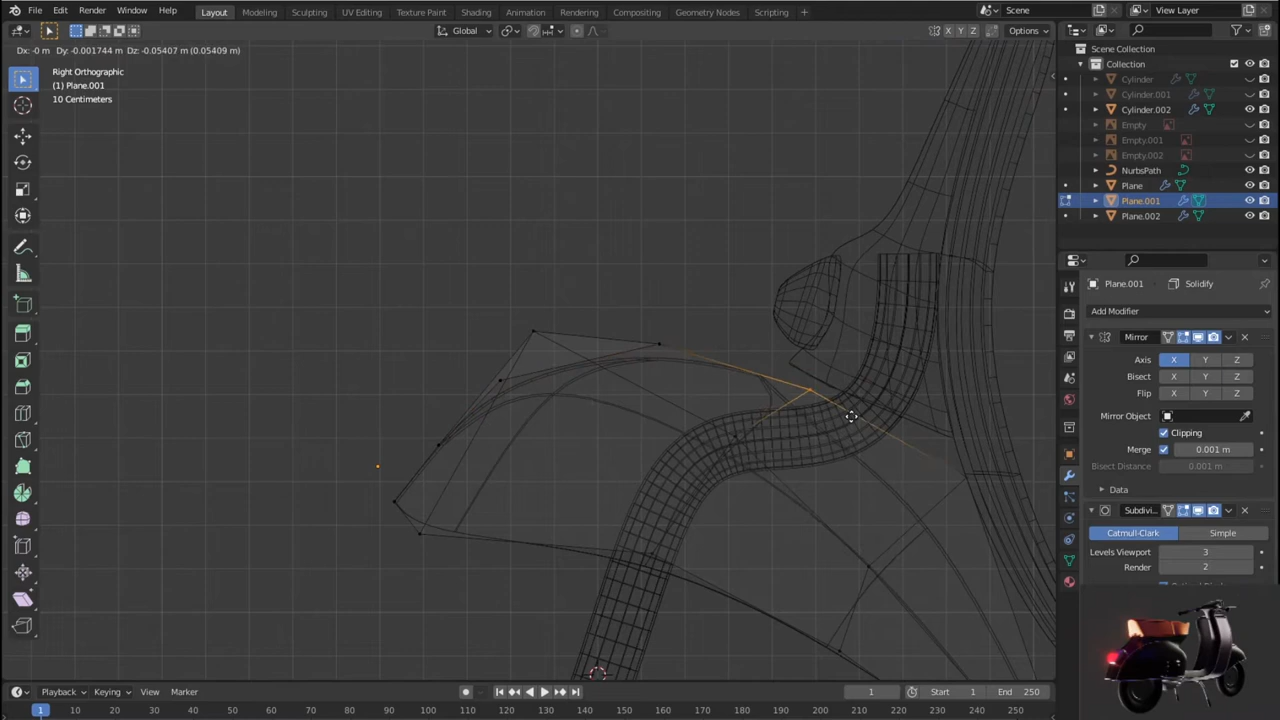 File Edit Render Window Help Layout Modeling Sculpting UV Editing Texture Paint Shading Animation Rendering Compositing Geometry Nodes Scripting + Scene View Layer
Global X Y Z Options
Dx: -0 m Dy: -0.001744 m Dz: -0.05407 m (0.05409 m)
Right Orthographic
(1) Plane.001
10 Centimeters
Scene Collection
Collection
Cylinder
Cylinder.001
Cylinder.002
Empty
Empty.001
Empty.002
NurbsPath
Plane
Plane.001
Plane.002
Plane.001 Solidify
Add Modifier
Mirror
Axis X Y Z
Bisect X Y Z
Flip X Y Z
Mirror Object
Clipping
Merge 0.001 m
Bisect Distance 0.001 m
Data
Subdivi...
Catmull-Clark Simple
Levels Viewport 3
Render 2
Playback Keying View Marker 1 Start 1 End 250
1 10 20 30 40 50 60 70 80 90 100 110 120 130 140 150 160 170 180 190 200 210 220 230 240 250